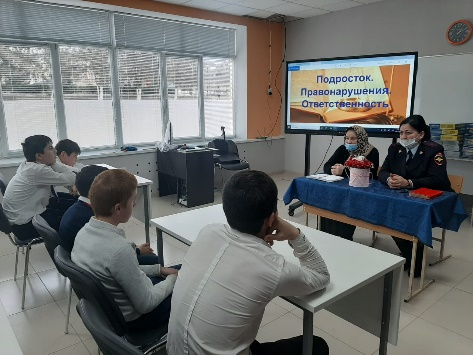 Подросток.
Правонарушения.
Ответственность